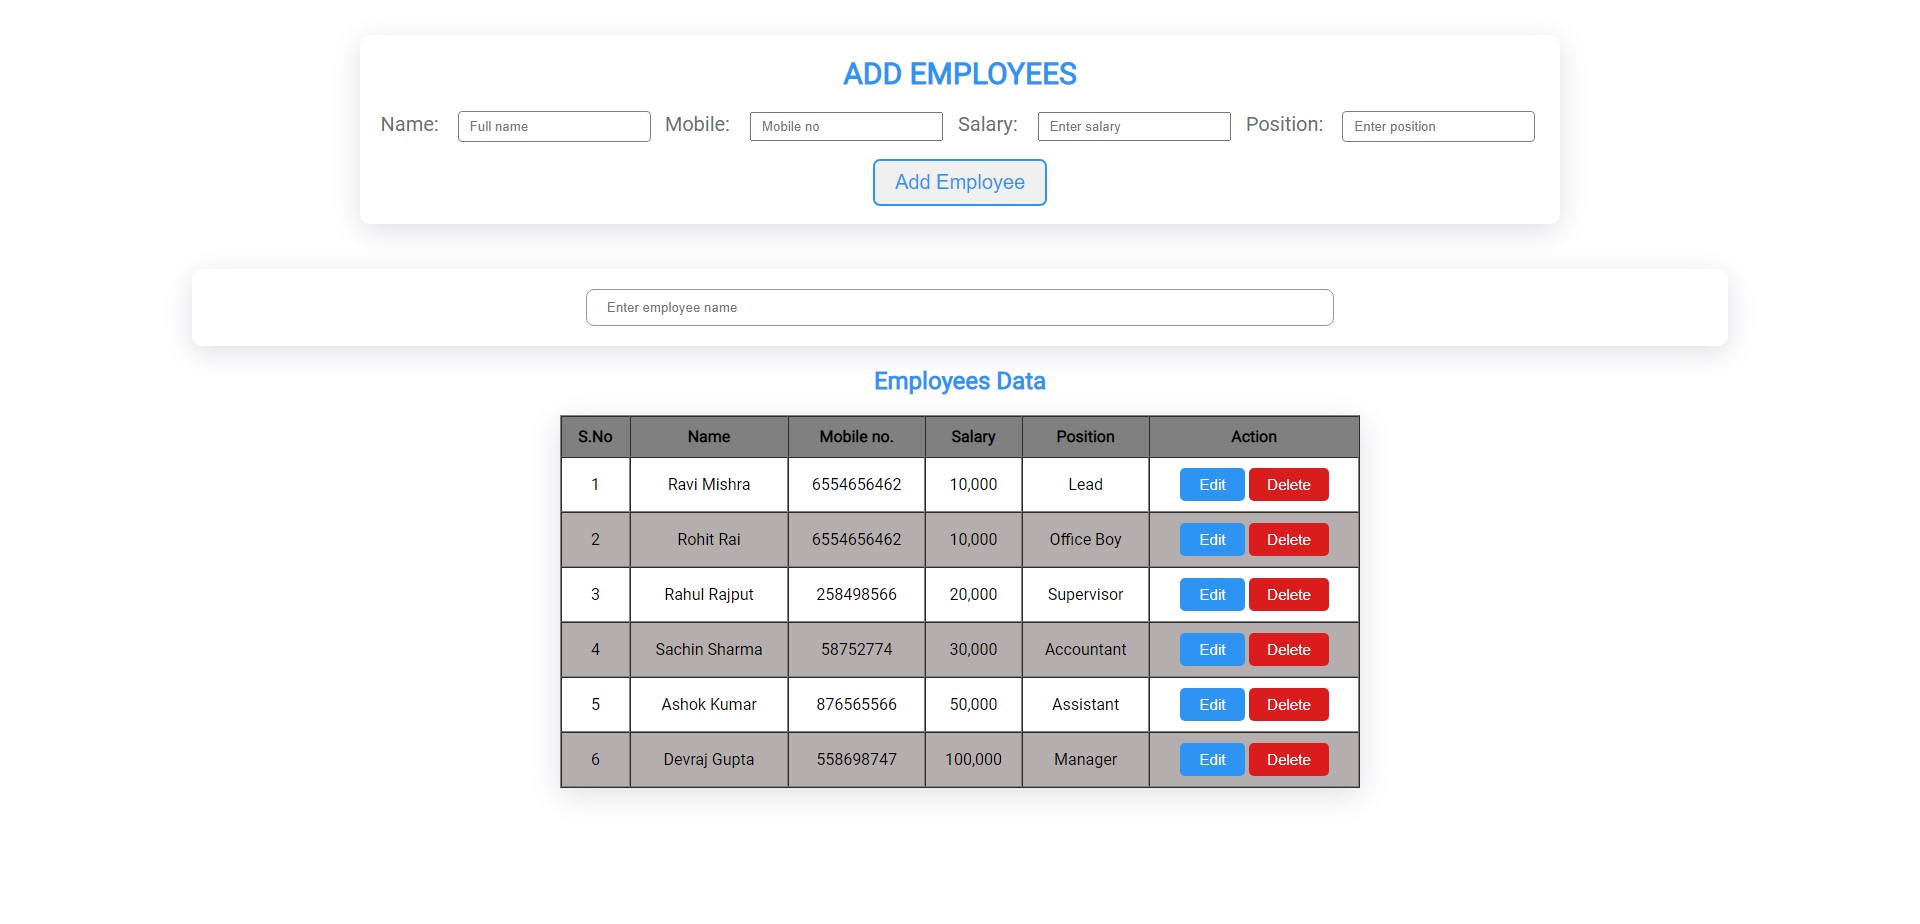 ADD EMPLOYEES
Name: Full name Mobile: Mobile no Salary: Enter salary Position: Enter position
Add Employee
Enter employee name
Employees Data
S.No Name Mobile no. Salary Position Action
1 Ravi Mishra 6554656462 10,000 Lead Edit Delete
2 Rohit Rai 6554656462 10,000 Office Boy Edit Delete
3 Rahul Rajput 258498566 20,000 Supervisor Edit Delete
4 Sachin Sharma 58752774 30,000 Accountant Edit Delete
5 Ashok Kumar 876565566 50,000 Assistant Edit Delete
6 Devraj Gupta 558698747 100,000 Manager Edit Delete